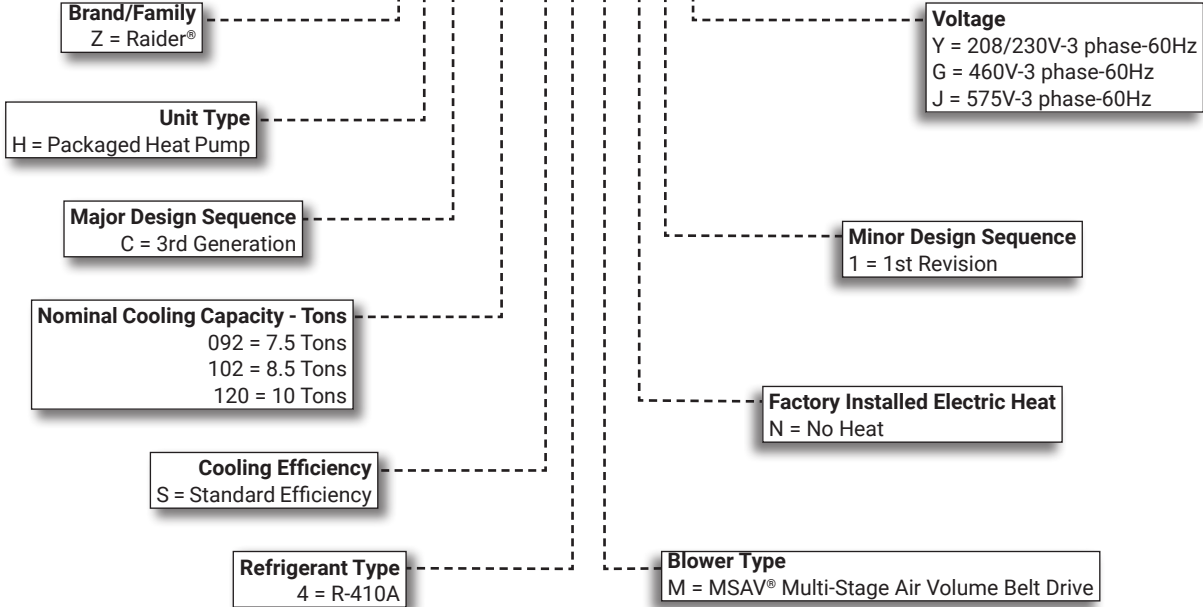 Brand/Family
Z = Raider®
Unit Type
H = Packaged Heat Pump
Major Design Sequence
C = 3rd Generation
Nominal Cooling Capacity - Tons
092 = 7.5 Tons
102 = 8.5 Tons
120 = 10 Tons
Cooling Efficiency
S = Standard Efficiency
Refrigerant Type
4 = R-410A
Voltage
Y = 208/230V-3 phase-60Hz
G = 460V-3 phase-60Hz
J = 575V-3 phase-60Hz
Minor Design Sequence
1 = 1st Revision
Factory Installed Electric Heat
N = No Heat
Blower Type
M = MSAV® Multi-Stage Air Volume Belt Drive